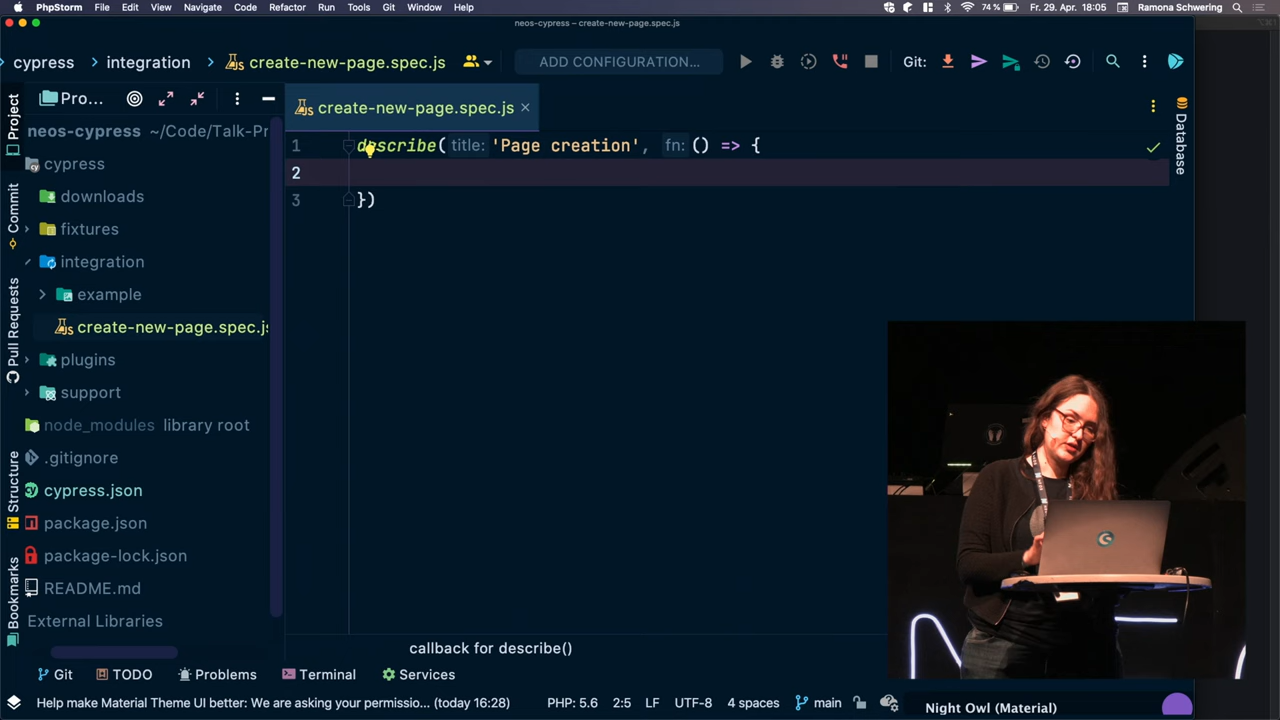 PhpStorm File Edit View Navigate Code Refactor Run Tools Git Window Help 74 % Fr. 29. Apr. 18:05 Ramona Schwering
neos-cypress – create-new-page.spec.js
cypress integration create-new-page.spec.js ADD CONFIGURATION... Git:
Project
Pro...
create-new-page.spec.js
neos-cypress ~/Code/Talk-Pr
cypress
downloads
fixtures
integration
example
create-new-page.spec.js
plugins
support
node_modules library root
.gitignore
cypress.json
package.json
package-lock.json
README.md
External Libraries
Commit
Pull Requests
Structure
Bookmarks
1 describe( title: 'Page creation', fn: () => {
2
3 })
Database
callback for describe()
Git TODO Problems Terminal Services
Help make Material Theme UI better: We are asking your permissio... (today 16:28) PHP: 5.6 2:5 LF UTF-8 4 spaces main
Night Owl (Material)